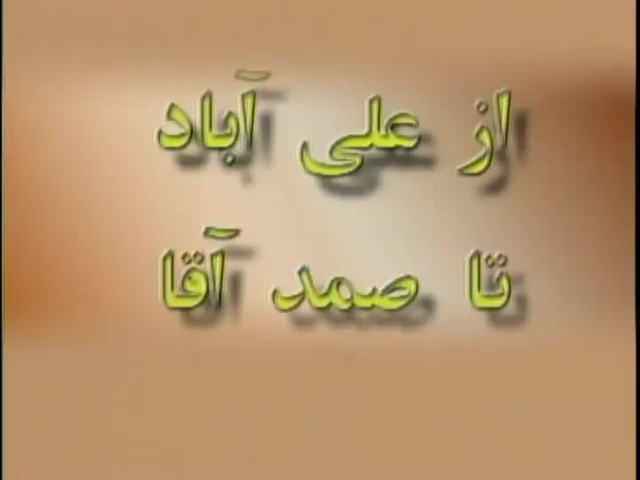 از علی آباد
تا صمد آقا